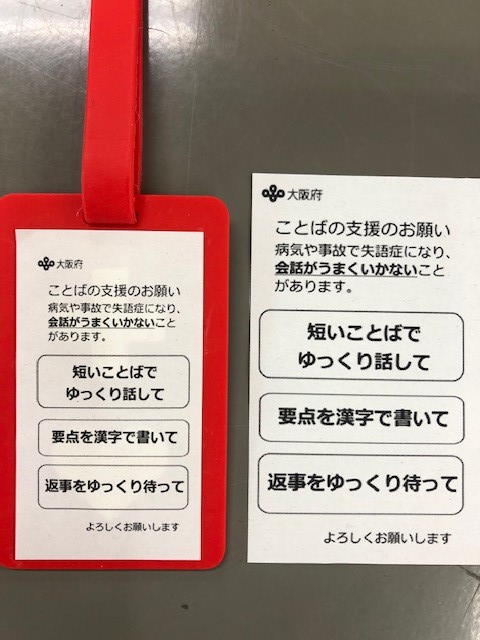 大阪府
ことばの支援のお願い
病気や事故で失語症になり、
会話がうまくいかないこと
があります。
短いことばで
ゆっくり話して
要点を漢字で書いて
返事をゆっくり待って
よろしくお願いします
大阪府
ことばの支援のお願い
病気や事故で失語症になり、
会話がうまくいかないこと
があります。
短いことばで
ゆっくり話して
要点を漢字で書いて
返事をゆっくり待って
よろしくお願いします